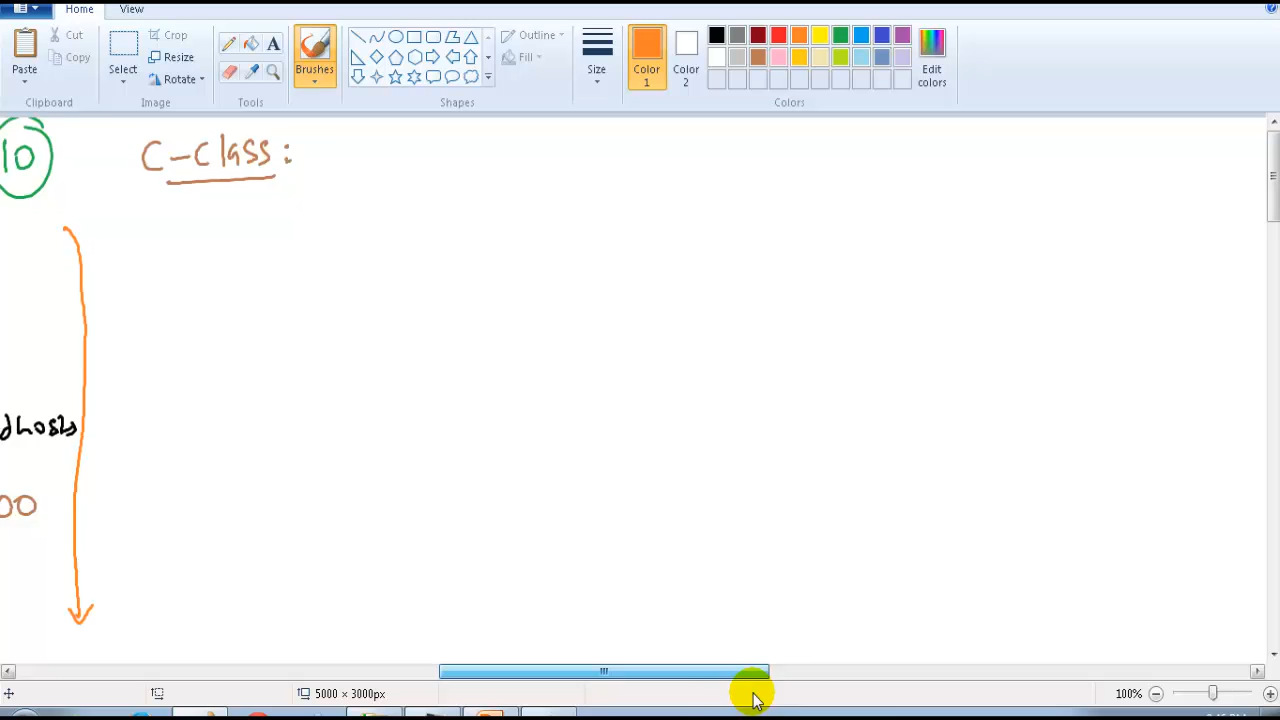 Home View
Cut
Copy
Paste
Clipboard
Crop
Resize
Rotate
Select
Image
Tools
Brushes
Outline
Fill
Shapes
Size
Color 1
Color 2
Edit colors
Colors
10 C-Class:
dhosts
00
5000 × 3000px
100%